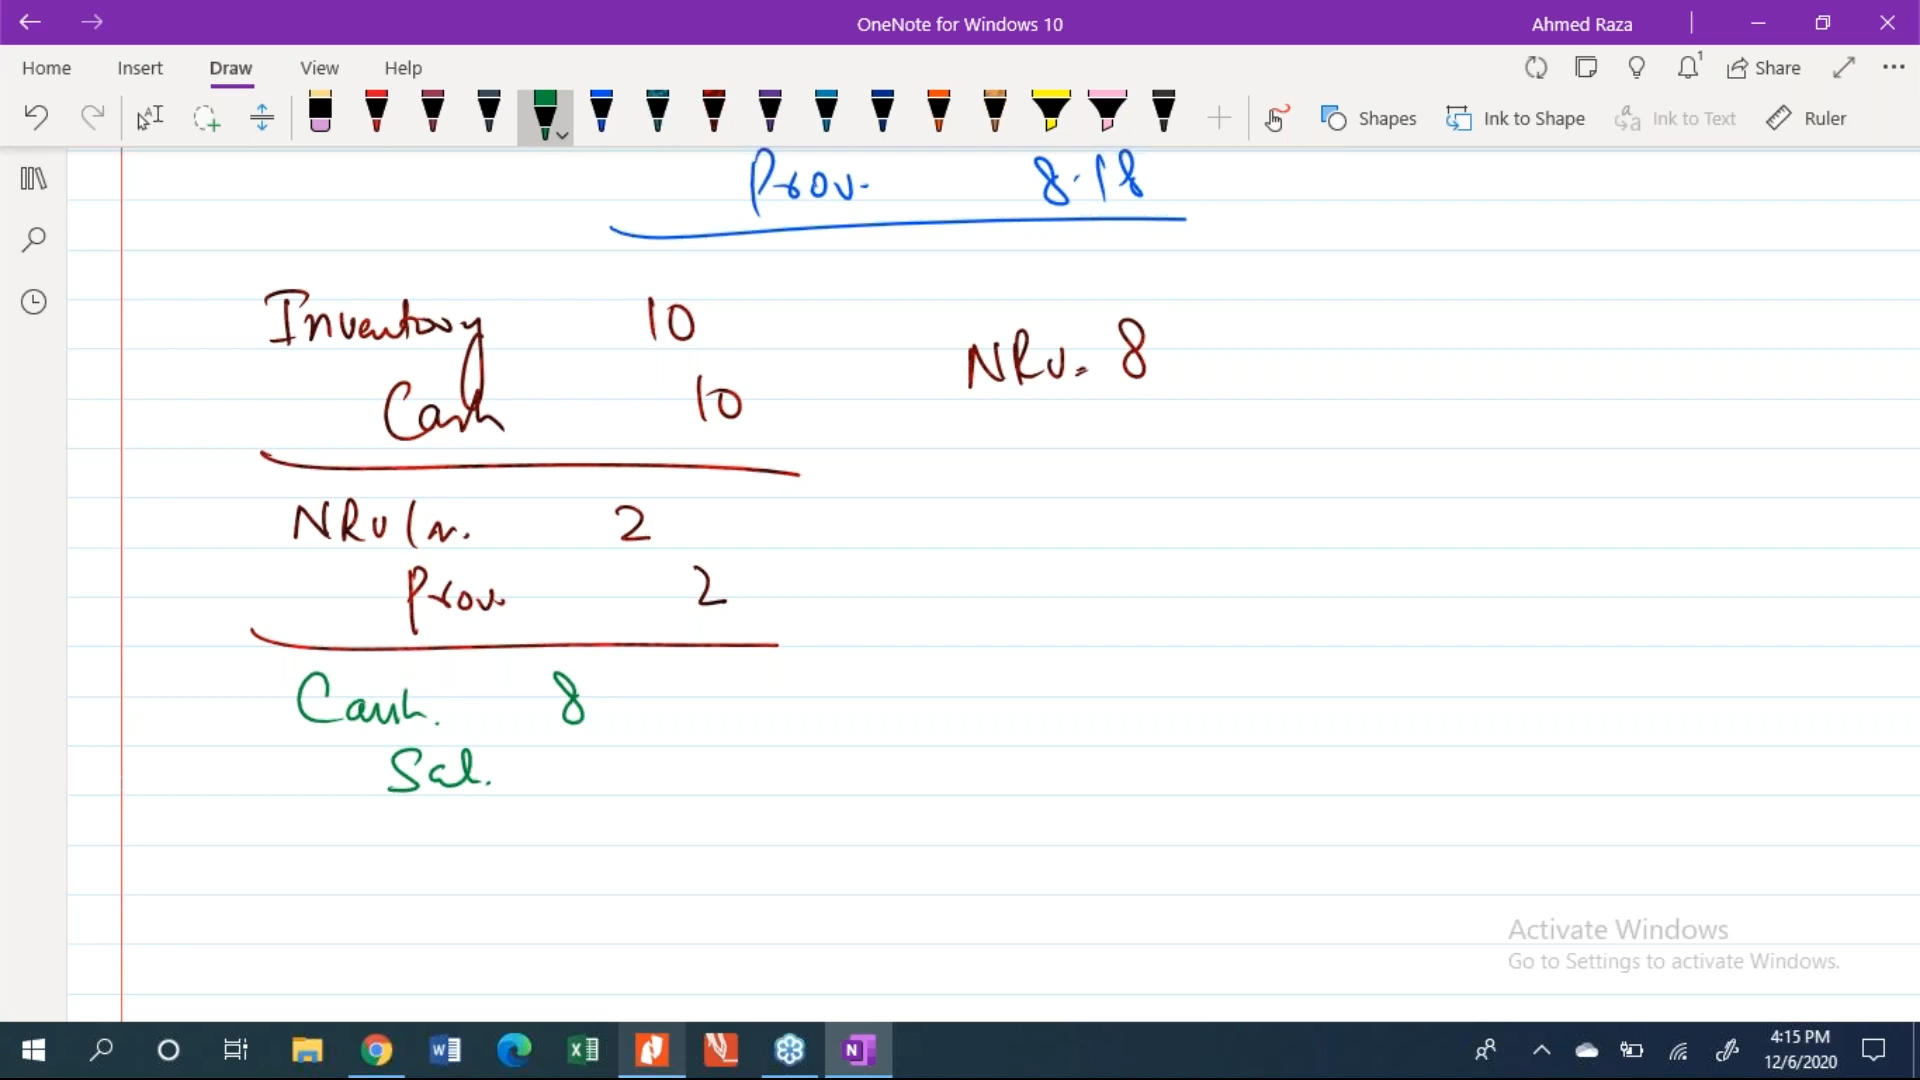 OneNote for Windows 10
Ahmed Raza
Home Insert Draw View Help
1
Share
Shapes Ink to Shape Ink to Text Ruler
Prov. 8.18
Inventory 10
Cash 10
NRV = 8
NRV 2
Prov 2
Cash. 8
Sal.
Activate Windows
Go to Settings to activate Windows.
4:15 PM
12/6/2020